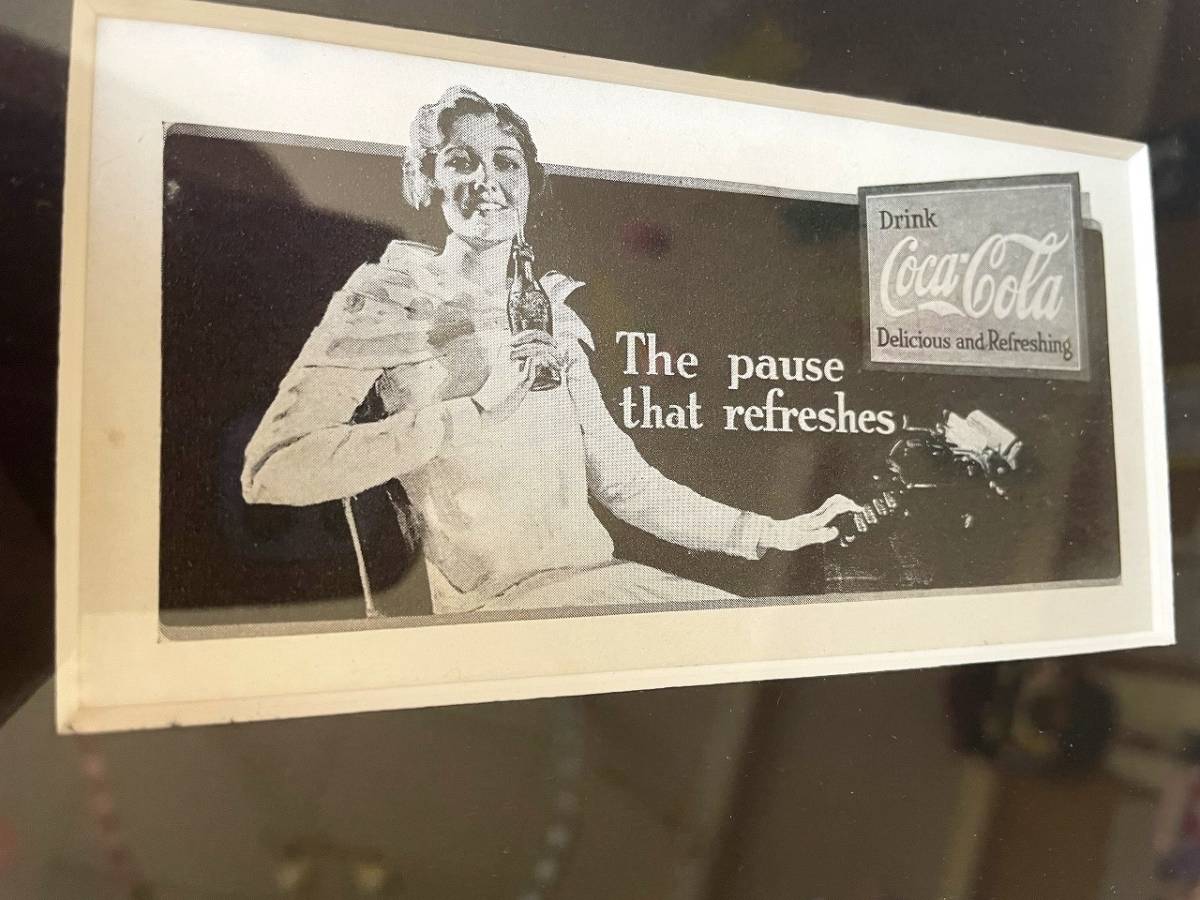 Drink
Coca-Cola
Delicious and Refreshing
The pause
that refreshes